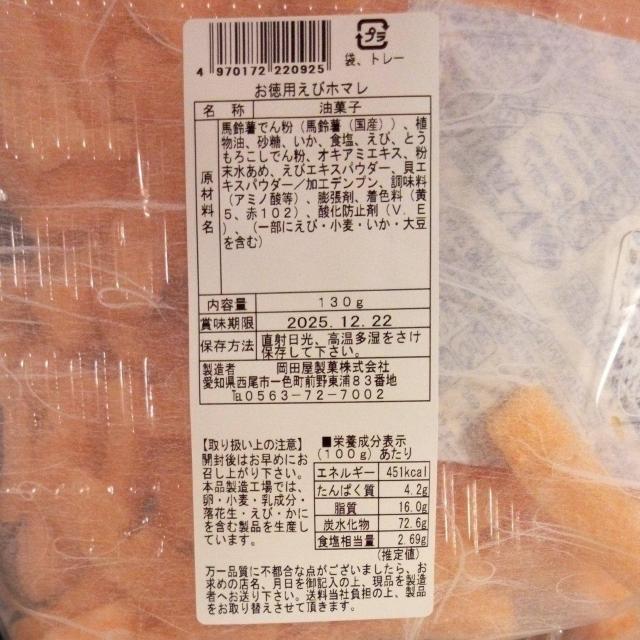 プラ
袋、トレー
4 970172 220925
お徳用えびホマレ
名 称 油菓子
原材料名
馬鈴薯でん粉（馬鈴薯（国産））、植
物油、砂糖、いか、食塩、えび、とう
もろこしでん粉、オキアミエキス、粉
末水あめ、えびエキスパウダー、貝エ
キスパウダー／加工デンプン、調味料
（アミノ酸等）、膨張剤、着色料（黄
5、赤102）、酸化防止剤（V．E
）、（一部にえび・小麦・いか・大豆
を含む）
内容量 130g
賞味期限 2025.12.22
保存方法 直射日光、高温多湿をさけ
保存して下さい。
製造者 岡田屋製菓株式会社
愛知県西尾市一色町前野東浦83番地
℡0563-72-7002
【取り扱い上の注意】
開封後はお早めにお
召し上がり下さい。
本品製造工場では、
卵・小麦・乳成分・
落花生・えび・かに
を含む製品を生産し
ています。
■栄養成分表示
（100g）あたり
エネルギー 451kcal
たんぱく質 4.2g
脂質 16.0g
炭水化物 72.6g
食塩相当量 2.69g
（推定値）
万一品質に不都合な点がございましたら、お
求めの店名、月日を御記入の上、現品を製造
者へお送り下さい。送料当社負担の上、製品
をお取り替えさせて頂きます。